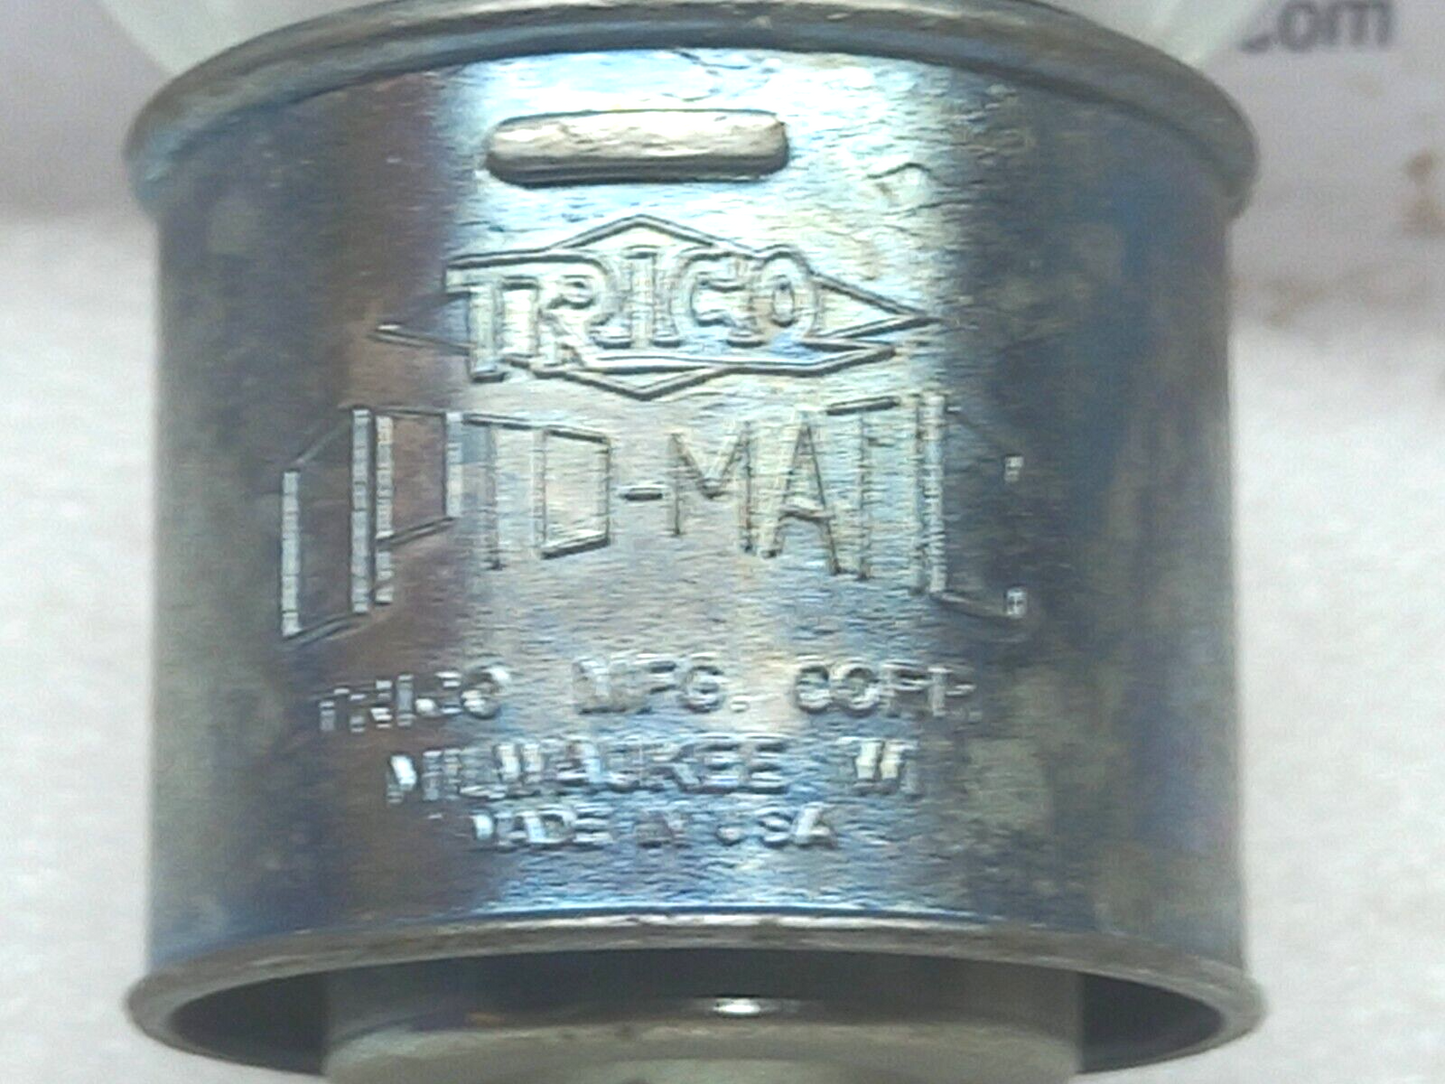 .com
TRICO
OPTO-MATIC
TRICO MFG. CORP.
MILWAUKEE WI
MADE IN USA